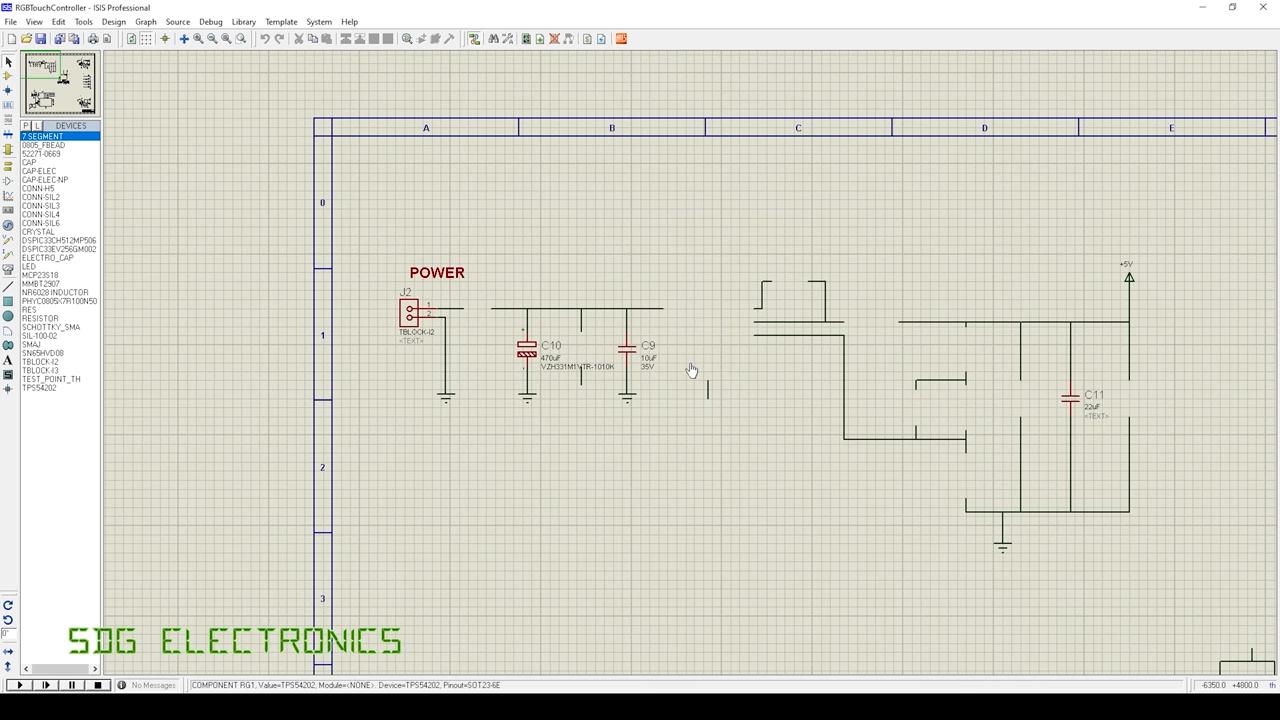 RGBTouchController - ISIS Professional
File View Edit Tools Design Graph Source Debug Library Template System Help
P L DEVICES
7 SEGMENT
0805_FBEAD
52271-0669
CAP
CAP-ELEC
CAP-ELEC-NP
CONN-H5
CONN-SIL2
CONN-SIL3
CONN-SIL4
CONN-SIL6
CRYSTAL
DSPIC33CH512MP506
DSPIC33EV256GM002
ELECTRO_CAP
LED
MCP23S18
MMBT2907
NR6028 INDUCTOR
PHYC0805X7R100N50
RES
RESISTOR
SCHOTTKY_SMA
SIL-100-02
SMAJ
SN65HVD08
TBLOCK-I2
TBLOCK-I3
TEST_POINT_TH
TPS54202
A B C D E
0
1
2
3
POWER
J2
1
2
TBLOCK-I2
<TEXT>
C10
470uF
C9
10uF
35V
+5V
C11
22uF
<TEXT>
SDG ELECTRONICS
No Messages
COMPONENT RG1, Value=TPS54202, Module=<NONE>, Device=TPS54202, Pinout=SOT23-6E
-6350.0 +4800.0 th